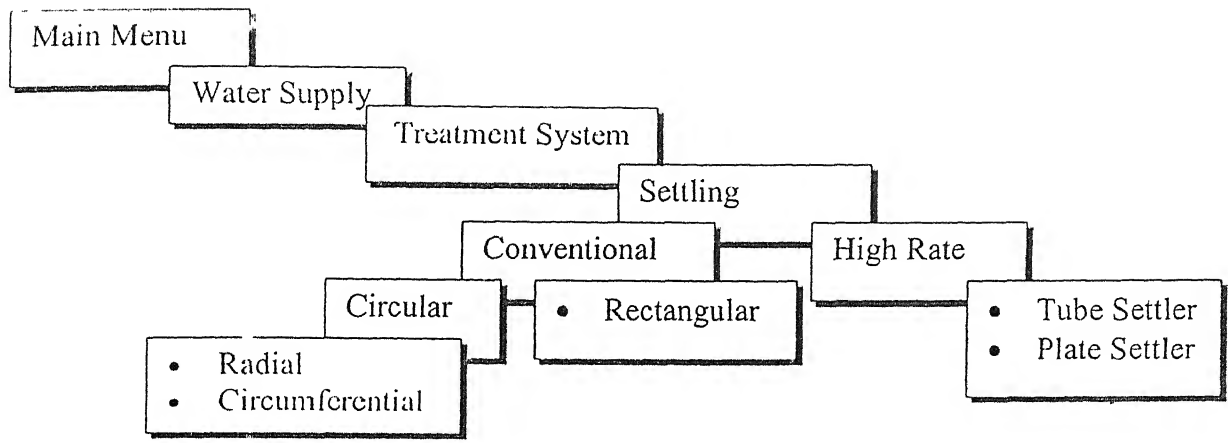 Main Menu
Water Supply
Treatment System
Settling
Conventional
High Rate
Circular
• Rectangular
• Tube Settler
• Plate Settler
• Radial
• Circumferential